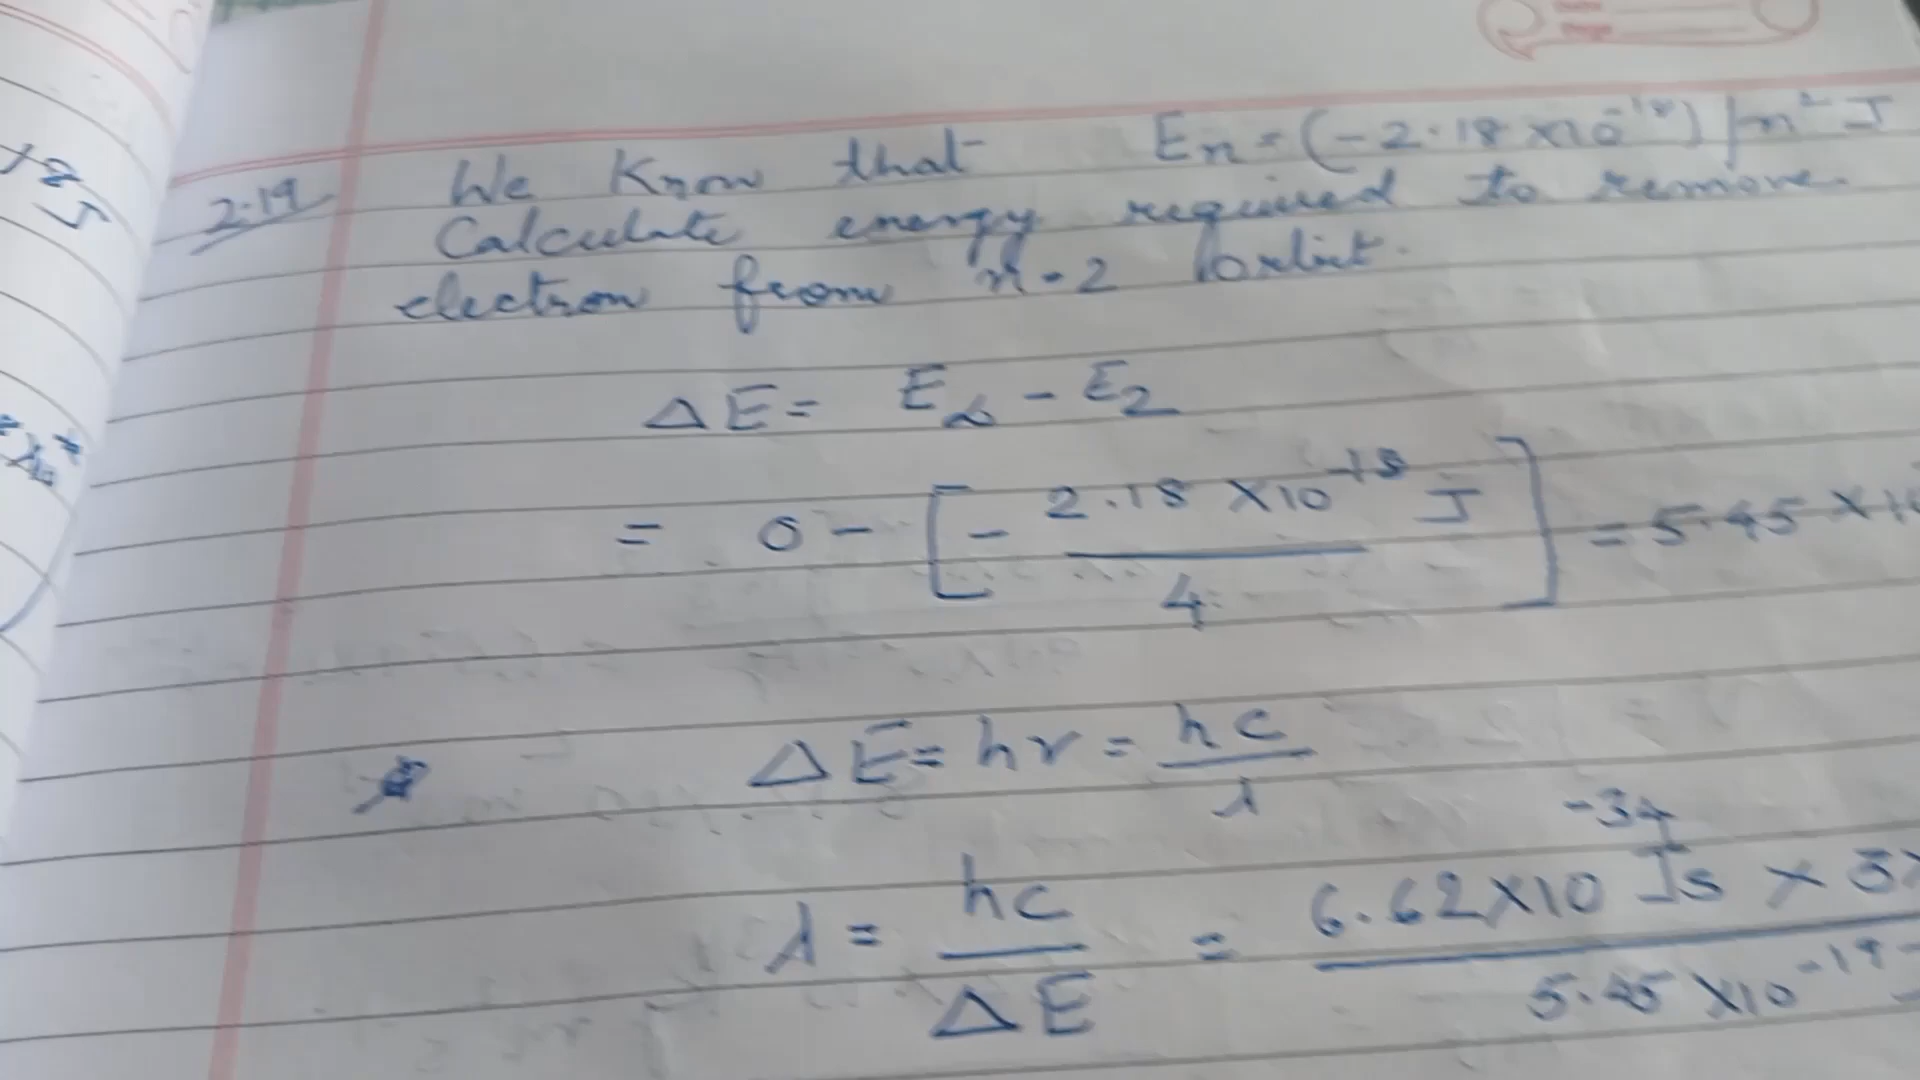 2.19 We Know that En = (-2.18 x10^-18) / n² J
Calculate energy required to remove
electron from n=2 orbit.
ΔE = E∞ - E2
= 0 - [ - 2.18 x10^-18 J / 4 ] = 5.45 x 10
ΔE = hν = hc / λ
λ = hc / ΔE = 6.62 x10^-34 Js x 3x / 5.45 x10^-19 J